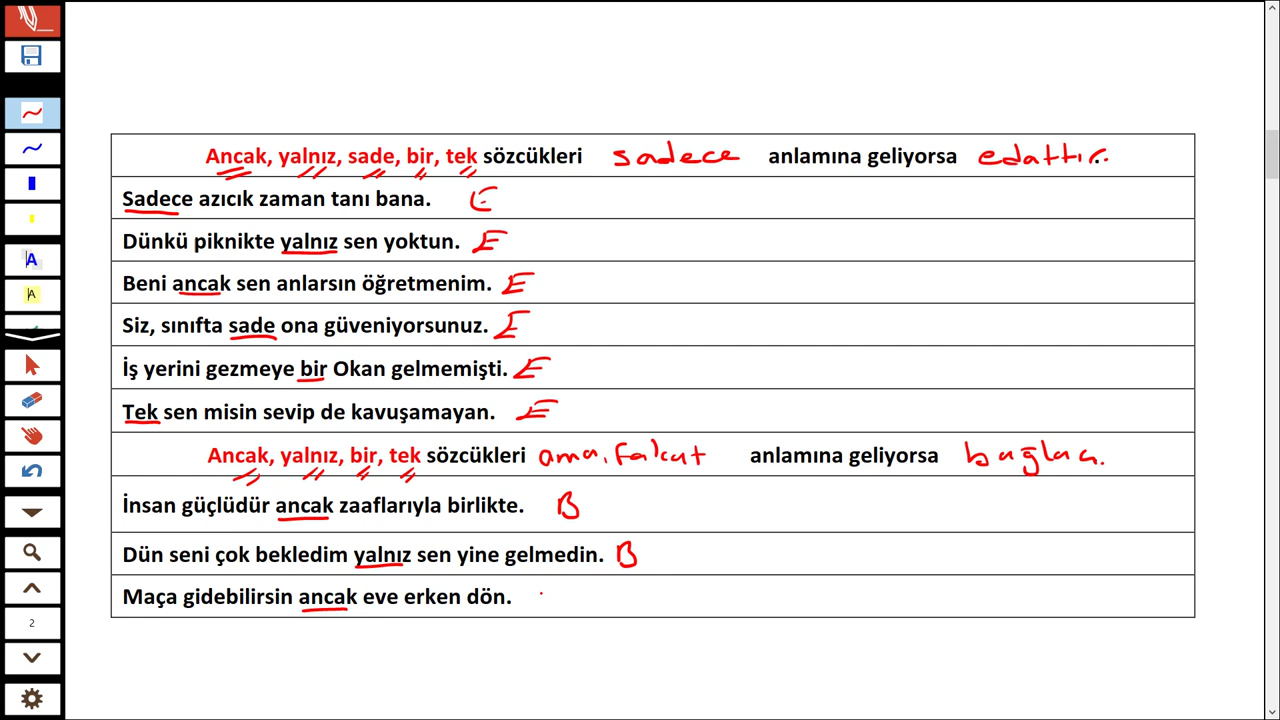 Ancak, yalnız, sade, bir, tek sözcükleri sadece anlamına geliyorsa edattır.
Sadece azıcık zaman tanı bana. E
Dünkü piknikte yalnız sen yoktun. E
Beni ancak sen anlarsın öğretmenim. E
Siz, sınıfta sade ona güveniyorsunuz. E
İş yerini gezmeye bir Okan gelmemişti. E
Tek sen misin sevip de kavuşamayan. E
Ancak, yalnız, bir, tek sözcükleri ama, fakat anlamına geliyorsa bağlaç.
İnsan güçlüdür ancak zaaflarıyla birlikte. B
Dün seni çok bekledim yalnız sen yine gelmedin. B
Maça gidebilirsin ancak eve erken dön.
A
A
2